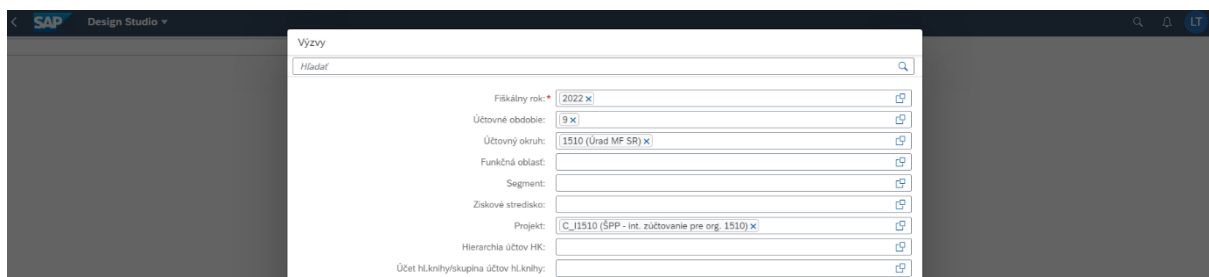 SAP Design Studio LT
Výzvy
Hľadať
Fiškálny rok:* 2022
Účtovné obdobie: 9
Účtovný okruh: 1510 (Úrad MF SR)
Funkčná oblasť:
Segment:
Ziskové stredisko:
Projekt: C_I1510 (ŠPP - int. zúčtovanie pre org. 1510)
Hierarchia účtov HK:
Účet hl.knihy/skupina účtov hl.knihy: